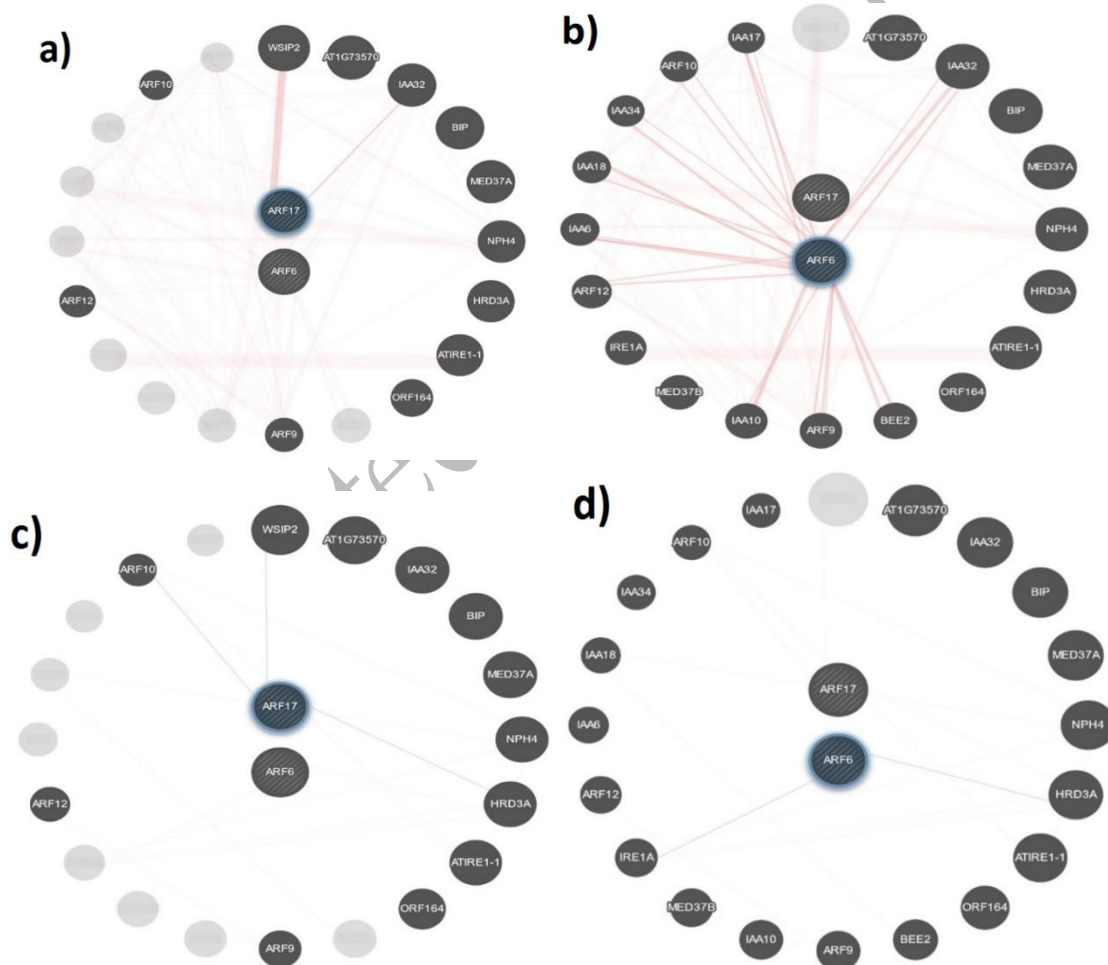 a)
WSIP2
AT1G73570
IAA32
BIP
MED37A
NPH4
HRD3A
ATIRE1-1
ORF164
ARF9
ARF12
ARF10
ARF17
ARF6
b)
AT1G73570
IAA32
BIP
MED37A
NPH4
HRD3A
ATIRE1-1
ORF164
BEE2
ARF9
IAA10
MED37B
IRE1A
ARF12
IAA6
IAA18
IAA34
ARF10
IAA17
ARF17
ARF6
c)
WSIP2
AT1G73570
IAA32
BIP
MED37A
NPH4
HRD3A
ATIRE1-1
ORF164
ARF9
ARF12
ARF10
ARF17
ARF6
d)
AT1G73570
IAA32
BIP
MED37A
NPH4
HRD3A
ATIRE1-1
ORF164
BEE2
ARF9
IAA10
MED37B
IRE1A
ARF12
IAA6
IAA18
IAA34
ARF10
IAA17
ARF17
ARF6